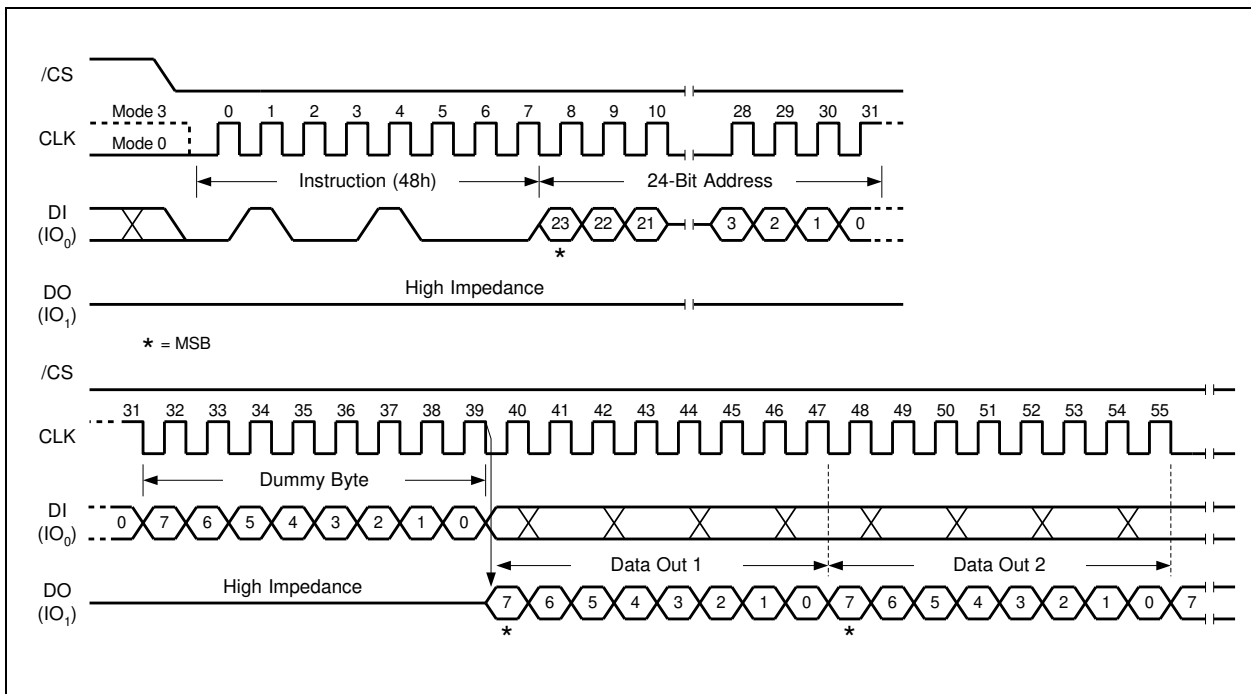 /CS
Mode 3 0 1 2 3 4 5 6 7 8 9 10 28 29 30 31
CLK
Mode 0
Instruction (48h) 24-Bit Address
DI
(IO0) 23 22 21 3 2 1 0
*
High Impedance
DO
(IO1)
* = MSB
/CS
31 32 33 34 35 36 37 38 39 40 41 42 43 44 45 46 47 48 49 50 51 52 53 54 55
CLK
Dummy Byte
DI
(IO0) 0 7 6 5 4 3 2 1 0
Data Out 1 Data Out 2
High Impedance
DO
(IO1) 7 6 5 4 3 2 1 0 7 6 5 4 3 2 1 0 7
* *